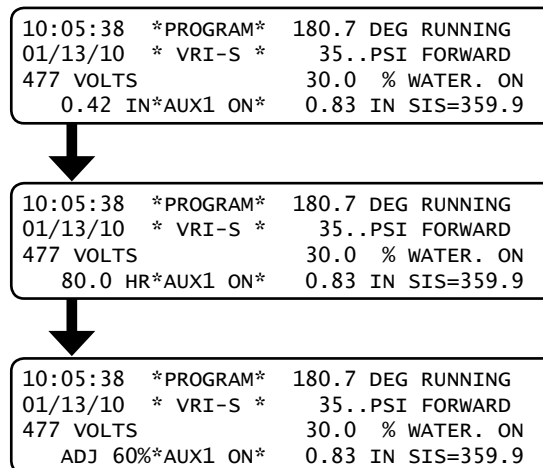 10:05:38 *PROGRAM* 180.7 DEG RUNNING
01/13/10 * VRI-S * 35..PSI FORWARD
477 VOLTS 30.0 % WATER. ON
0.42 IN*AUX1 ON* 0.83 IN SIS=359.9
10:05:38 *PROGRAM* 180.7 DEG RUNNING
01/13/10 * VRI-S * 35..PSI FORWARD
477 VOLTS 30.0 % WATER. ON
80.0 HR*AUX1 ON* 0.83 IN SIS=359.9
10:05:38 *PROGRAM* 180.7 DEG RUNNING
01/13/10 * VRI-S * 35..PSI FORWARD
477 VOLTS 30.0 % WATER. ON
ADJ 60%*AUX1 ON* 0.83 IN SIS=359.9